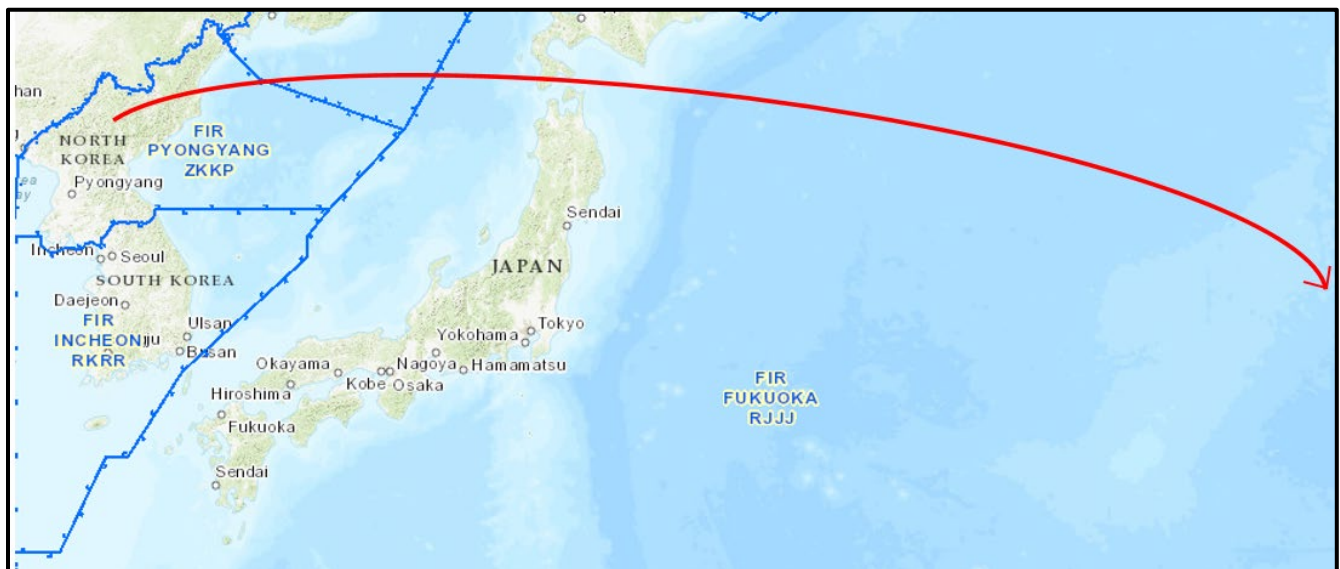 NORTH
KOREA
FIR
PYONGYANG
ZKKP
Pyongyang
Incheon
Seoul
SOUTH KOREA
Daejeon
FIR
INCHEON
RKRR
Ulsan
Busan
JAPAN
Sendai
Tokyo
Yokohama
Okayama
Nagoya
Hamamatsu
Kobe
Osaka
Hiroshima
Fukuoka
Sendai
FIR
FUKUOKA
RJJJ